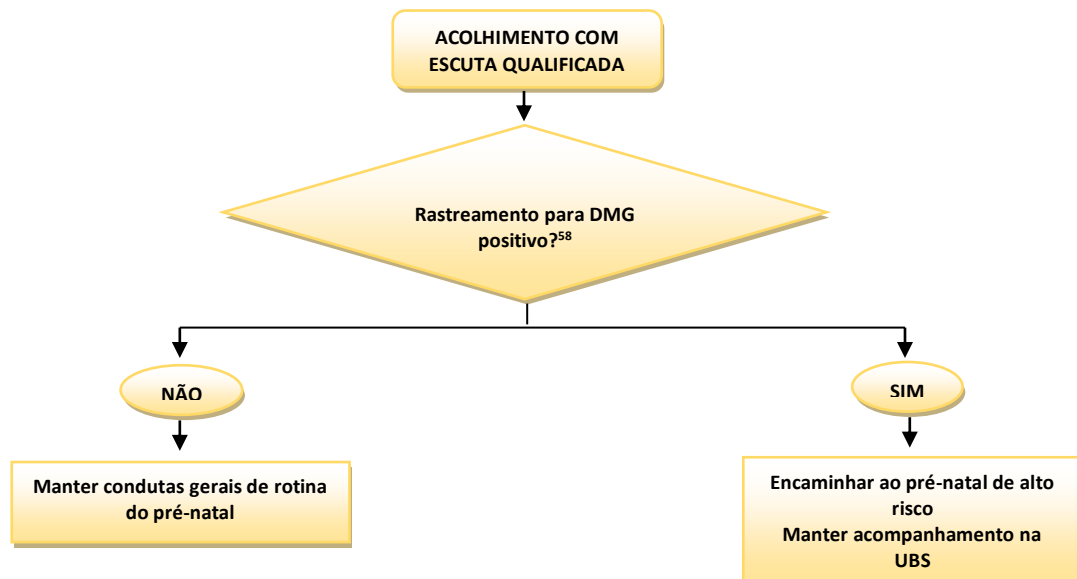 ACOLHIMENTO COM
ESCUTA QUALIFICADA
Rastreamento para DMG
positivo?⁵⁸
NÃO
SIM
Manter condutas gerais de rotina
do pré-natal
Encaminhar ao pré-natal de alto
risco
Manter acompanhamento na
UBS